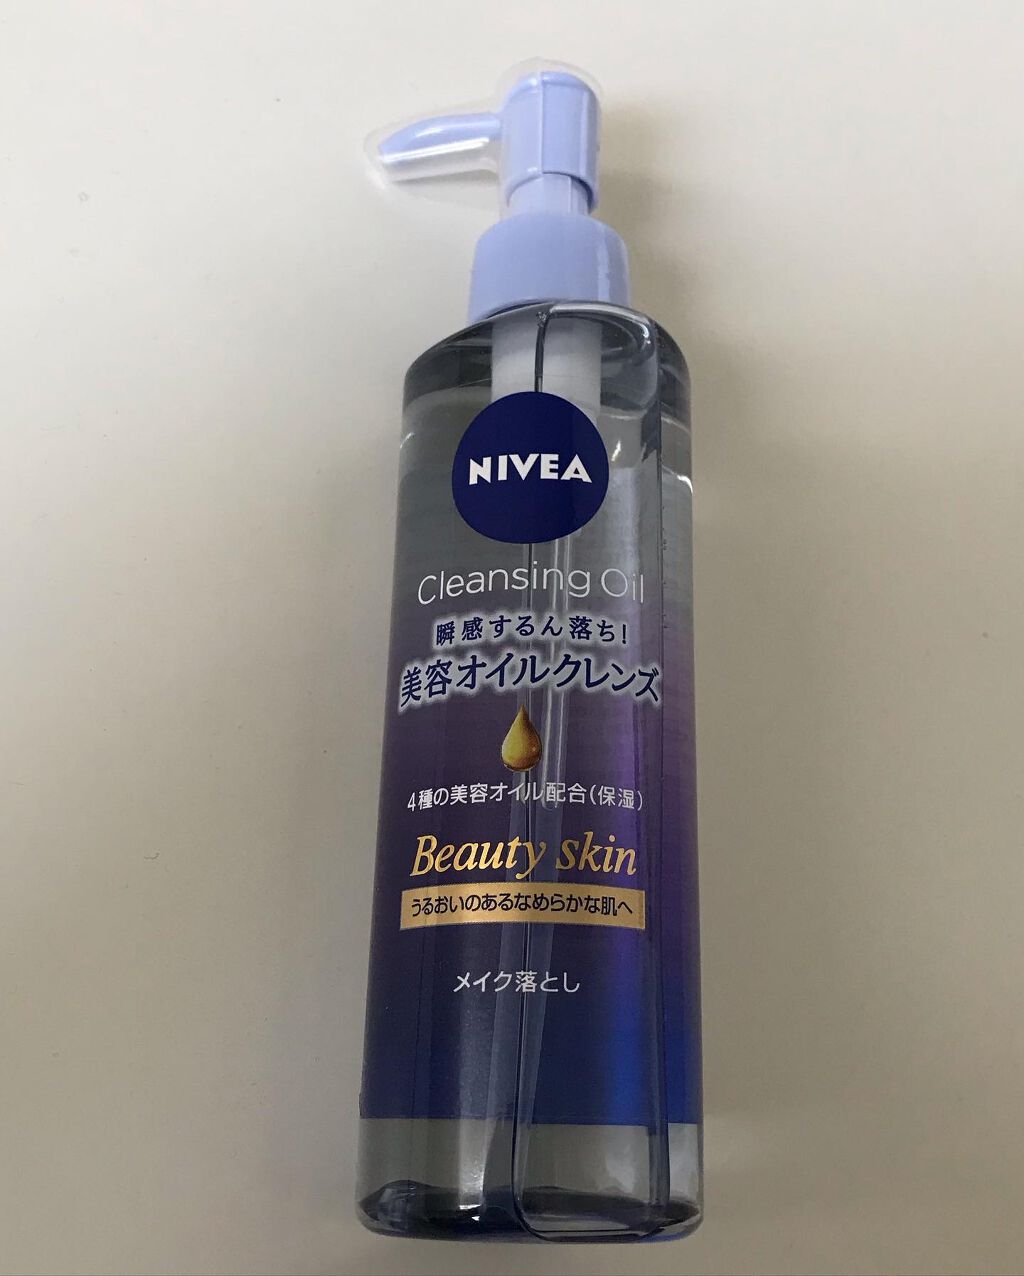 NIVEA
Cleansing Oil
瞬感するん落ち!
美容オイルクレンズ
4種の美容オイル配合(保湿)
Beauty skin
うるおいのあるなめらかな肌へ
メイク落とし